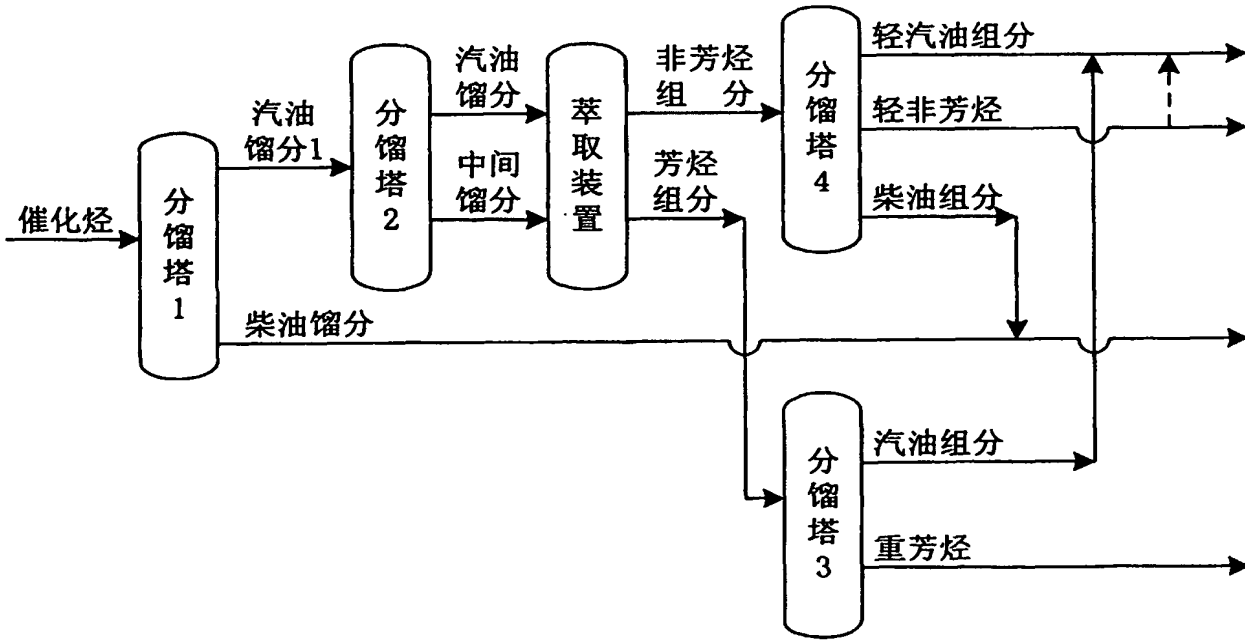 催化烃
分馏塔1
汽油
馏分1
柴油馏分
分馏塔2
汽油
馏分
中间
馏分
萃取装置
非芳烃
组 分
芳烃
组分
分馏塔4
轻汽油组分
轻非芳烃
柴油组分
分馏塔3
汽油组分
重芳烃